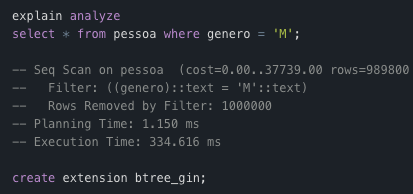 explain analyze
select * from pessoa where genero = 'M';
-- Seq Scan on pessoa  (cost=0.00..37739.00 rows=989800
--   Filter: ((genero)::text = 'M'::text)
--   Rows Removed by Filter: 1000000
-- Planning Time: 1.150 ms
-- Execution Time: 334.616 ms
create extension btree_gin;